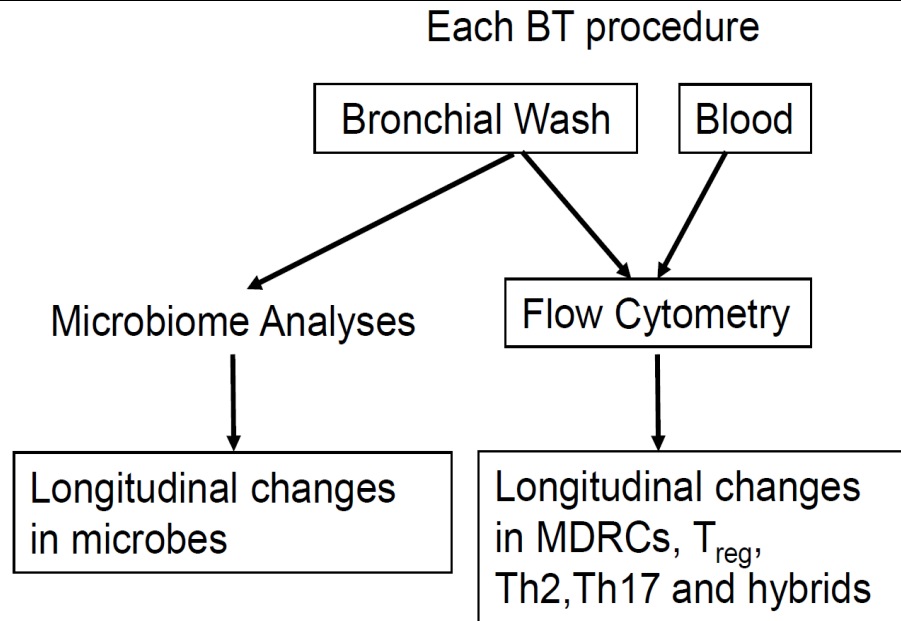 Each BT procedure
Bronchial Wash
Blood
Microbiome Analyses
Flow Cytometry
Longitudinal changes
in microbes
Longitudinal changes
in MDRCs, Treg,
Th2,Th17 and hybrids